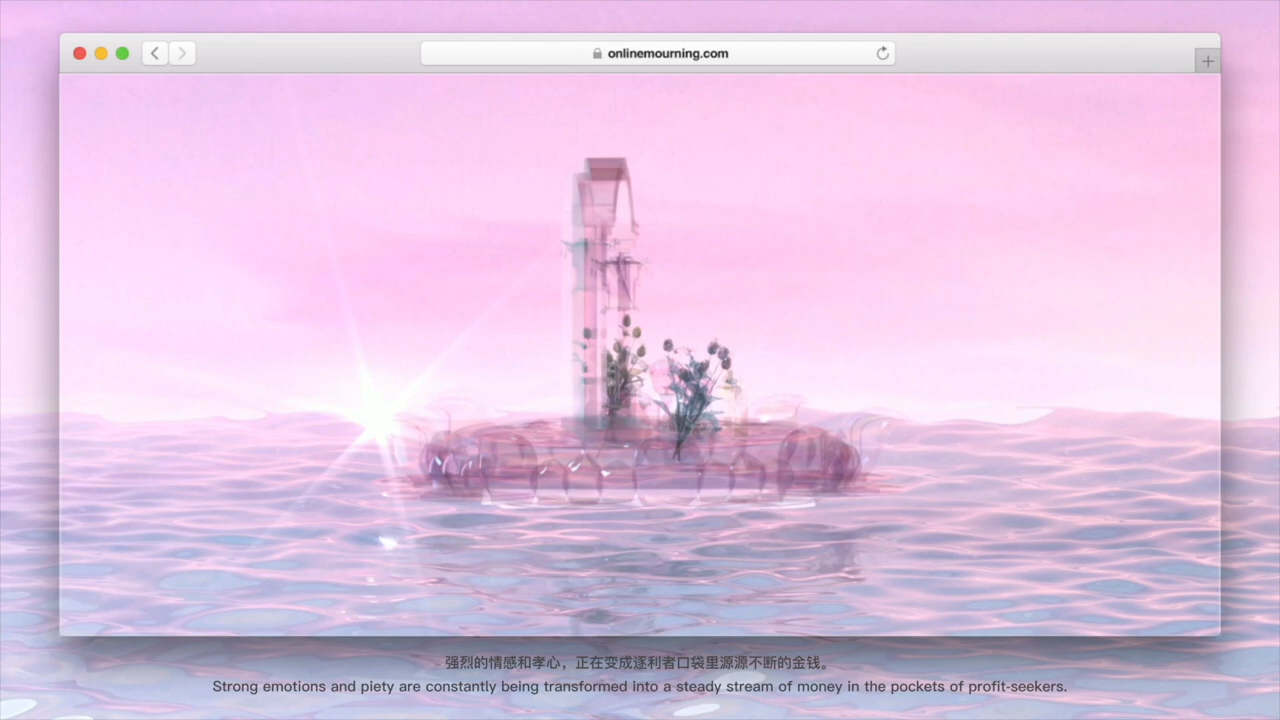 onlinemourning.com
强烈的情感和孝心，正在变成逐利者口袋里源源不断的金钱。
Strong emotions and piety are constantly being transformed into a steady stream of money in the pockets of profit-seekers.